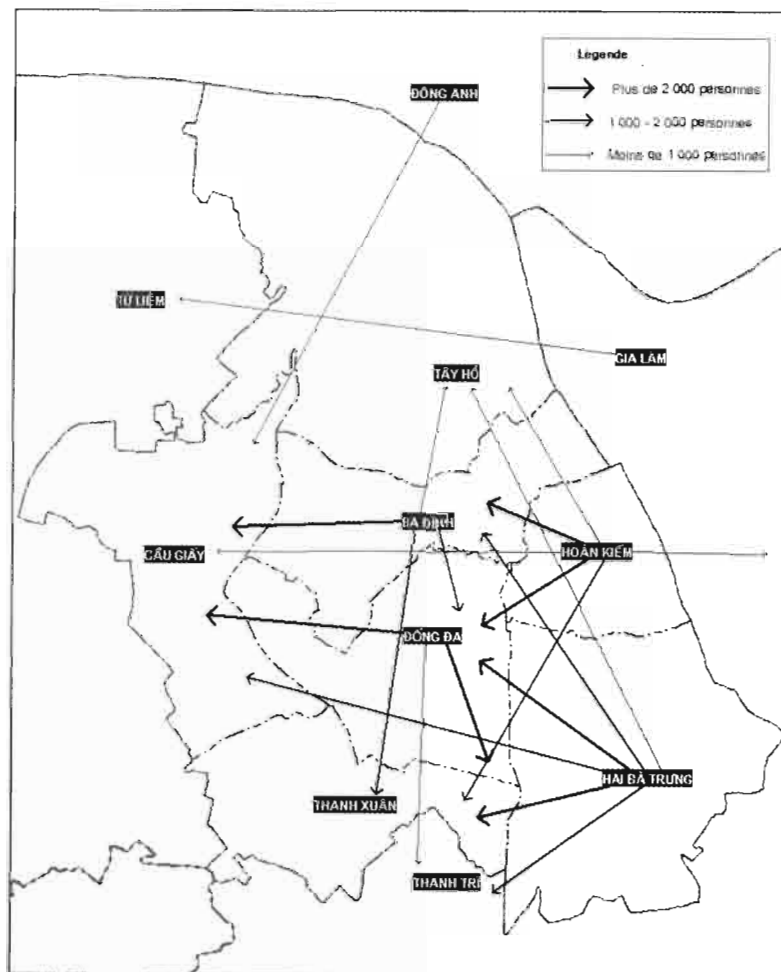 Légende
Plus de 2 000 personnes
1 000 - 2 000 personnes
Moins de 1 000 personnes
ĐÔNG ANH
TỪ LIÊM
GIA LÂM
TÂY HỒ
BA ĐÌNH
CẦU GIẤY
HOÀN KIẾM
ĐỐNG ĐA
HAI BÀ TRƯNG
THANH XUÂN
THANH TRÌ